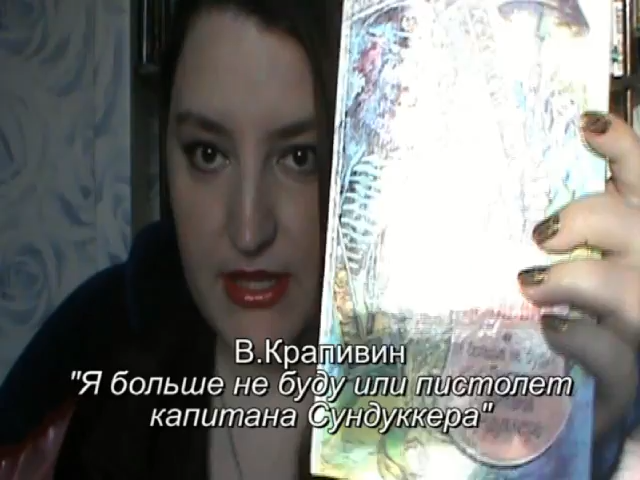 В.Крапивин
"Я больше не буду или пистолет
капитана Сундуккера"